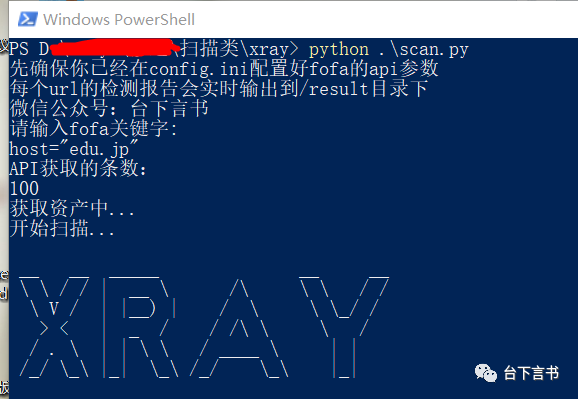 Windows PowerShell
PS D \扫描类\xray> python .\scan.py
先确保你已经在config.ini配置好fofa的api参数
每个url的检测报告会实时输出到/result目录下
微信公众号：台下言书
请输入fofa关键字:
host="edu.jp"
API获取的条数：
100
获取资产中...
开始扫描...
XRAY
台下言书